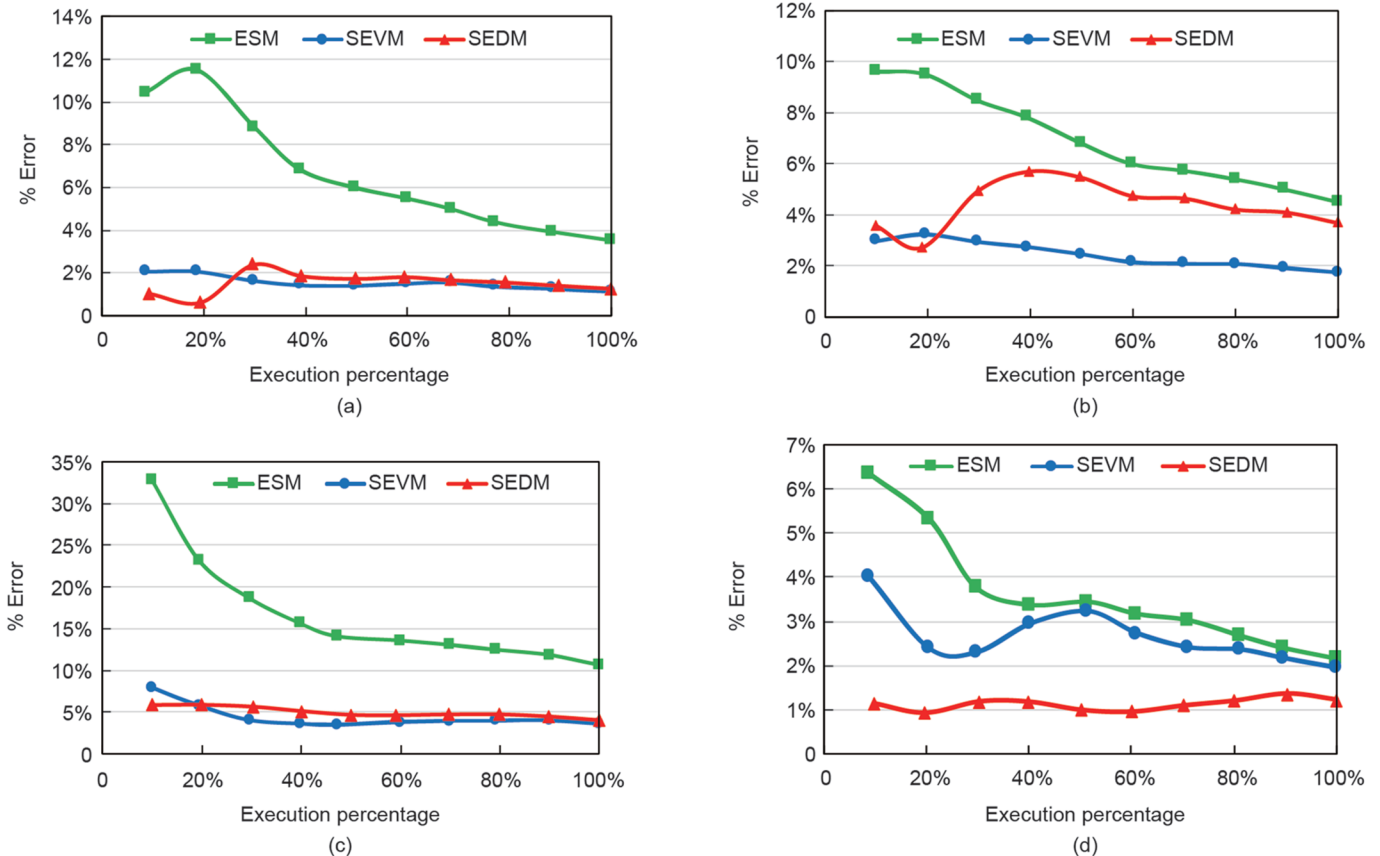 14%
12%
10%
8%
6%
4%
2%
0
% Error
ESM SEVM SEDM
0 20% 40% 60% 80% 100%
Execution percentage
(a)
12%
10%
8%
6%
4%
2%
0
% Error
ESM SEVM SEDM
0 20% 40% 60% 80% 100%
Execution percentage
(b)
35%
30%
25%
20%
15%
10%
5%
0
% Error
ESM SEVM SEDM
0 20% 40% 60% 80% 100%
Execution percentage
(c)
7%
6%
5%
4%
3%
2%
1%
0
% Error
ESM SEVM SEDM
0 20% 40% 60% 80% 100%
Execution percentage
(d)